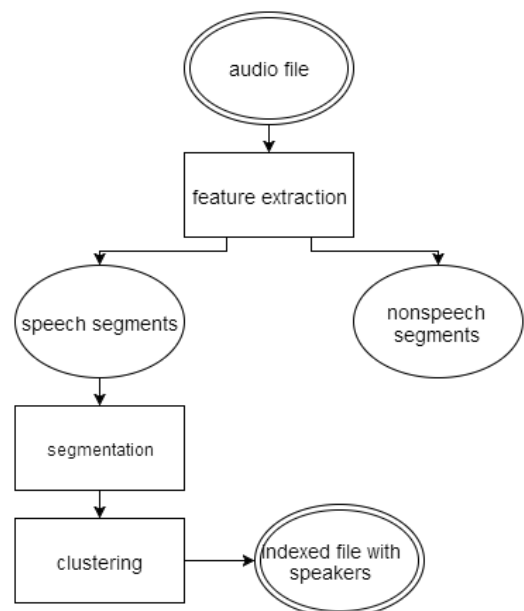 audio file
feature extraction
speech segments
nonspeech
segments
segmentation
clustering
indexed file with
speakers